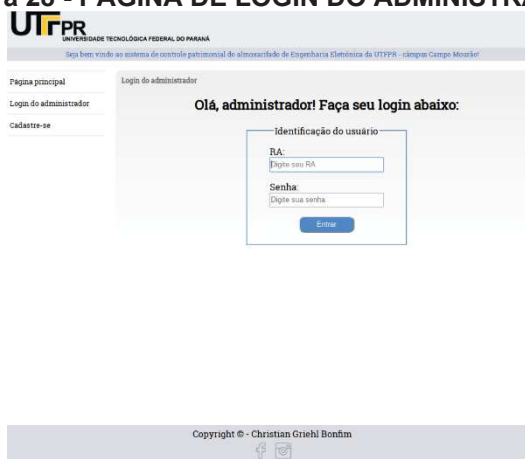 a 28 - PÁGINA DE LOGIN DO ADMINISTRA
UTFPR
UNIVERSIDADE TECNOLÓGICA FEDERAL DO PARANÁ
Seja bem vindo ao sistema de controle patrimonial do almoxarifado de Engenharia Eletrônica da UTFPR - câmpus Campo Mourão!
Página principal
Login do administrador
Cadastre-se
Login do administrador
Olá, administrador! Faça seu login abaixo:
Identificação do usuário
RA:
Digite seu RA
Senha:
Digite sua senha
Entrar
Copyright © - Christian Griehl Bonfim